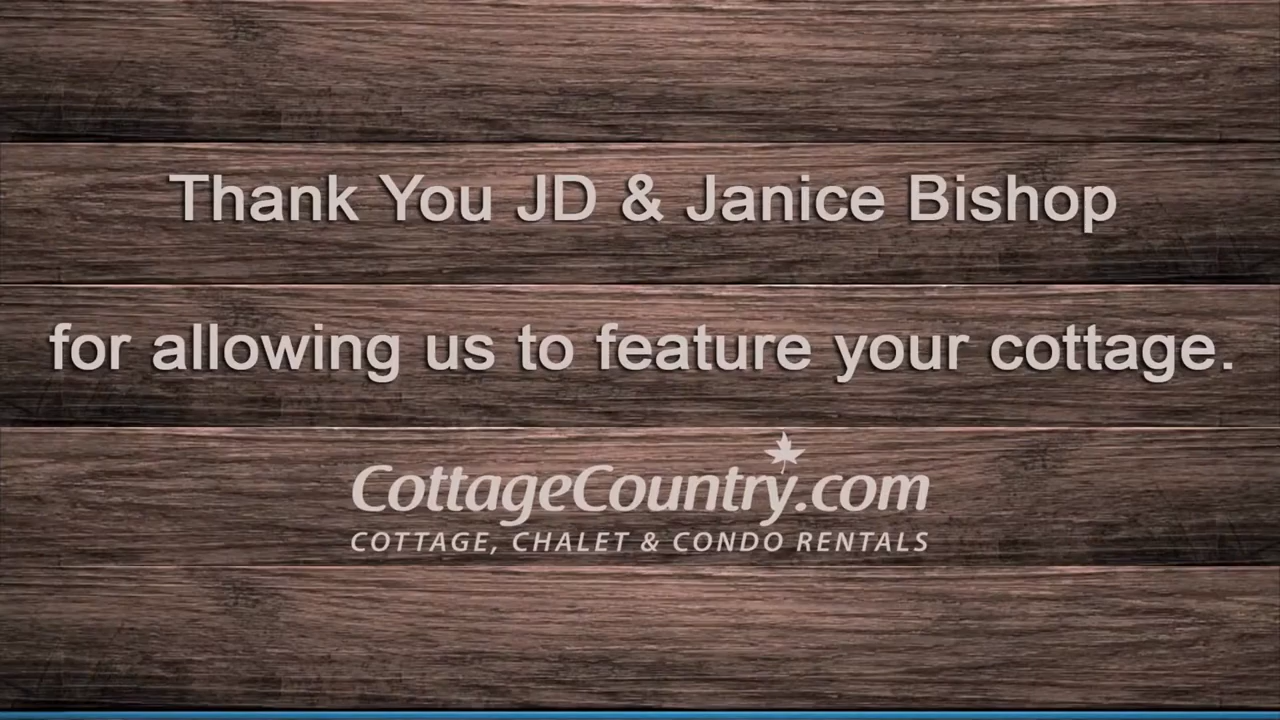 Thank You JD & Janice Bishop
for allowing us to feature your cottage.
CottageCountry.com
COTTAGE, CHALET & CONDO RENTALS